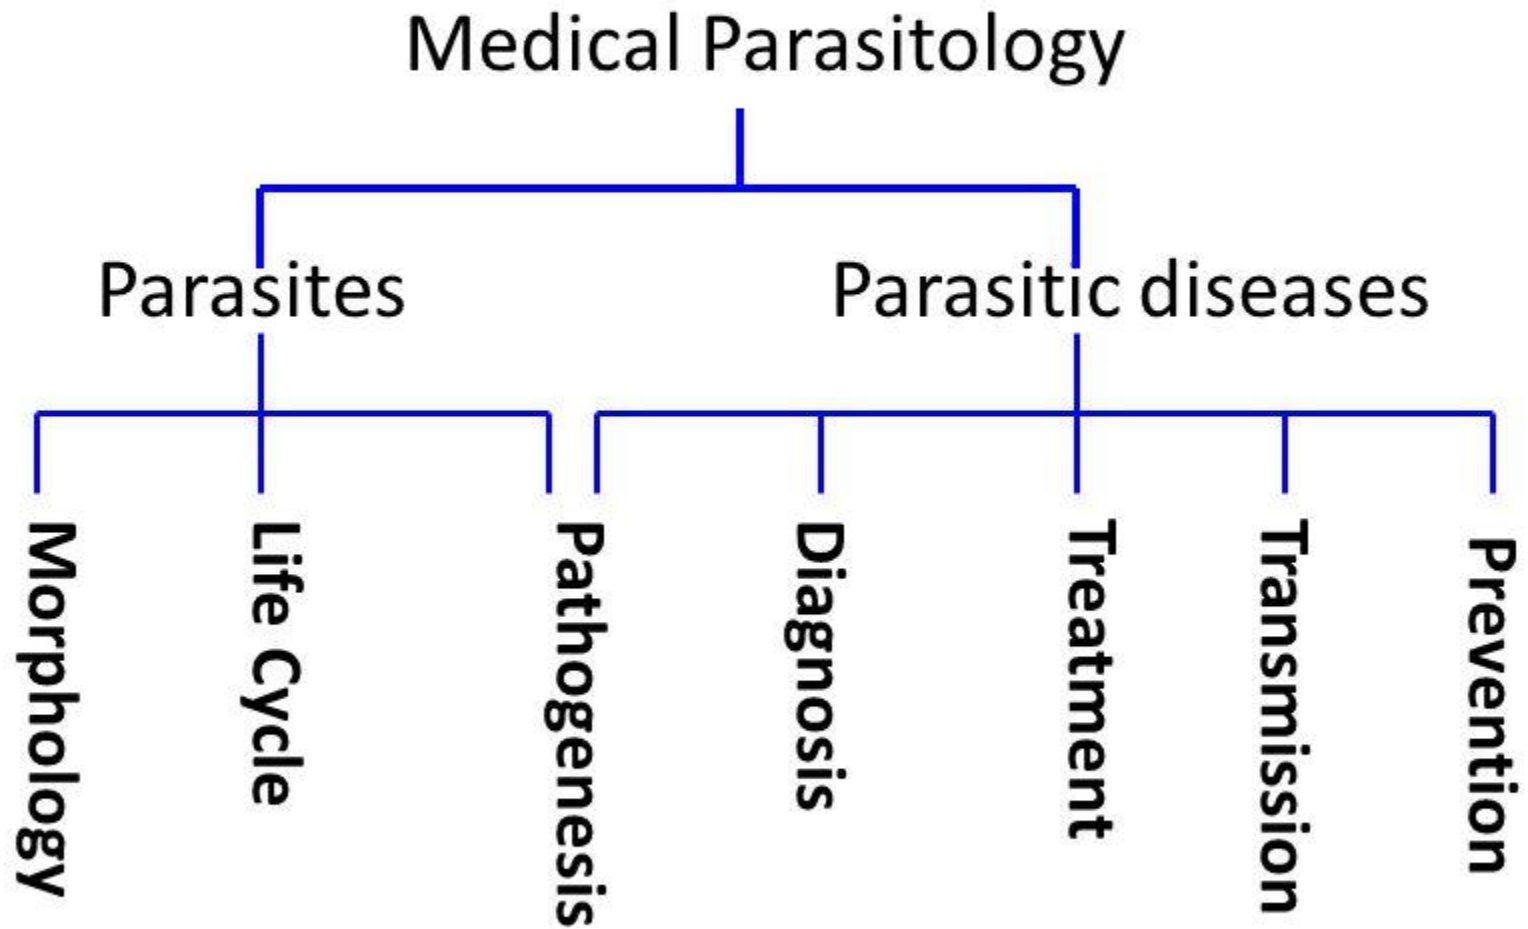 Medical Parasitology
Parasites
Parasitic diseases
Morphology
Life Cycle
Pathogenesis
Diagnosis
Treatment
Transmission
Prevention